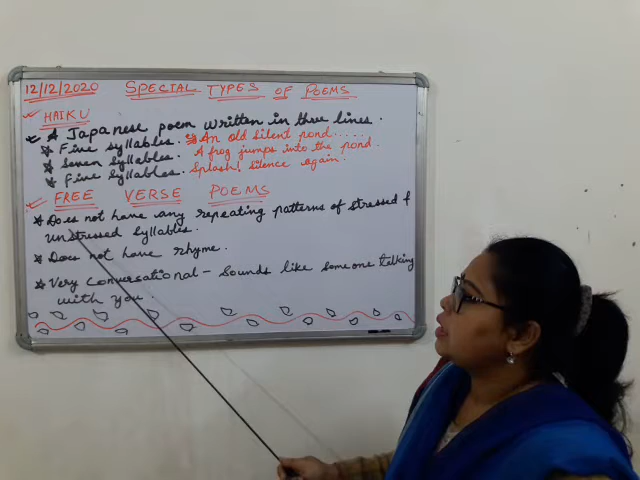 12/12/2020 SPECIAL TYPES OF POEMS
HAIKU
A Japanese poem written in three lines.
Five syllables. An old silent pond.....
Seven syllables. A frog jumps into the pond.
Five syllables. Splash! Silence again.
FREE VERSE POEMS
Does not have any repeating patterns of stressed &
unstressed syllables.
Does not have rhyme.
Very conversational - sounds like someone talking
with you.